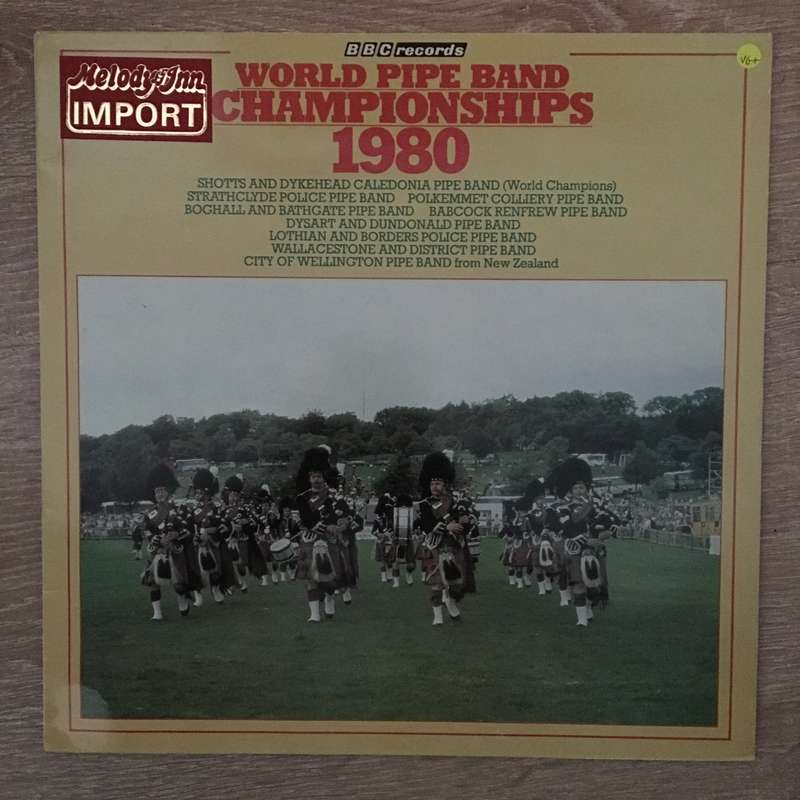 BBC records
Melody Inn
IMPORT
VG+
WORLD PIPE BAND
CHAMPIONSHIPS
1980
SHOTTS AND DYKEHEAD CALEDONIA PIPE BAND (World Champions)
STRATHCLYDE POLICE PIPE BAND POLKEMMET COLLIERY PIPE BAND
BOGHALL AND BATHGATE PIPE BAND BABCOCK RENFREW PIPE BAND
DYSART AND DUNDONALD PIPE BAND
LOTHIAN AND BORDERS POLICE PIPE BAND
WALLACESTONE AND DISTRICT PIPE BAND
CITY OF WELLINGTON PIPE BAND from New Zealand